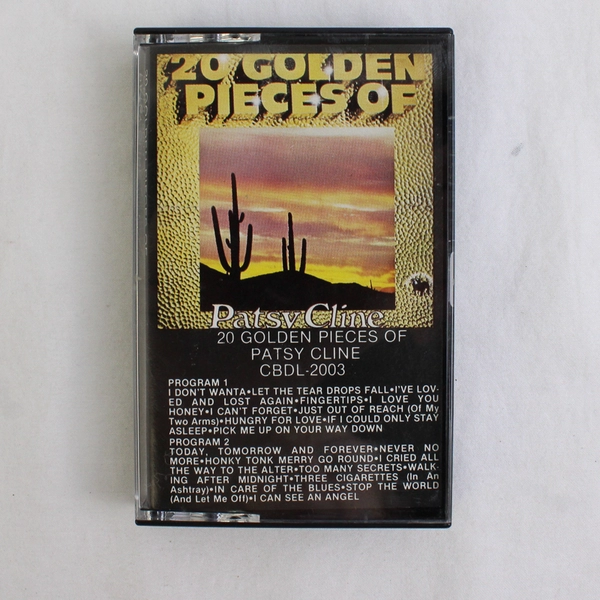 20 GOLDEN
PIECES OF
Patsy Cline
20 GOLDEN PIECES OF
PATSY CLINE
CBDL-2003
PROGRAM 1
I DON'T WANTA•LET THE TEAR DROPS FALL•I'VE LOV-
ED AND LOST AGAIN•FINGERTIPS•I LOVE YOU
HONEY•I CAN'T FORGET•JUST OUT OF REACH (Of My
Two Arms)•HUNGRY FOR LOVE•IF I COULD ONLY STAY
ASLEEP•PICK ME UP ON YOUR WAY DOWN
PROGRAM 2
TODAY, TOMORROW AND FOREVER•NEVER NO
MORE•HONKY TONK MERRY GO ROUND•I CRIED ALL
THE WAY TO THE ALTER•TOO MANY SECRETS•WALK-
ING AFTER MIDNIGHT•THREE CIGARETTES (In An
Ashtray)•IN CARE OF THE BLUES•STOP THE WORLD
(And Let Me Off)•I CAN SEE AN ANGEL